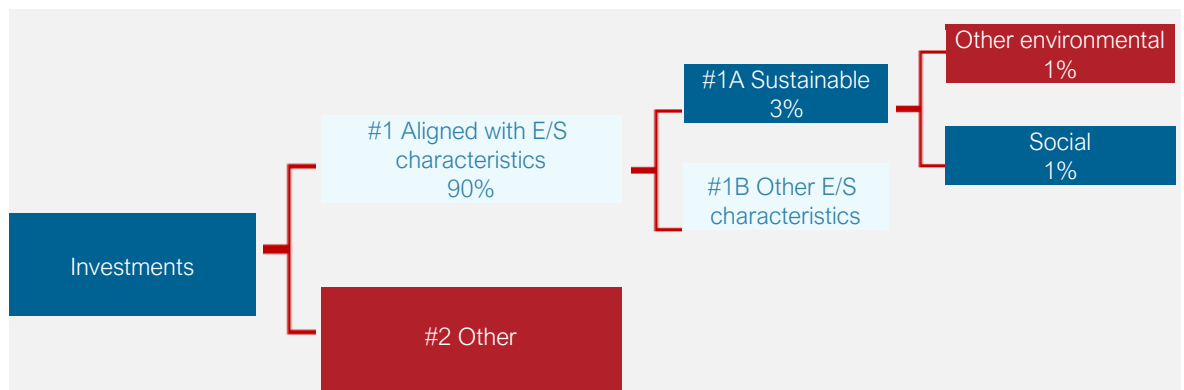 Investments
#1 Aligned with E/S
characteristics
90%
#2 Other
#1A Sustainable
3%
#1B Other E/S
characteristics
Other environmental
1%
Social
1%